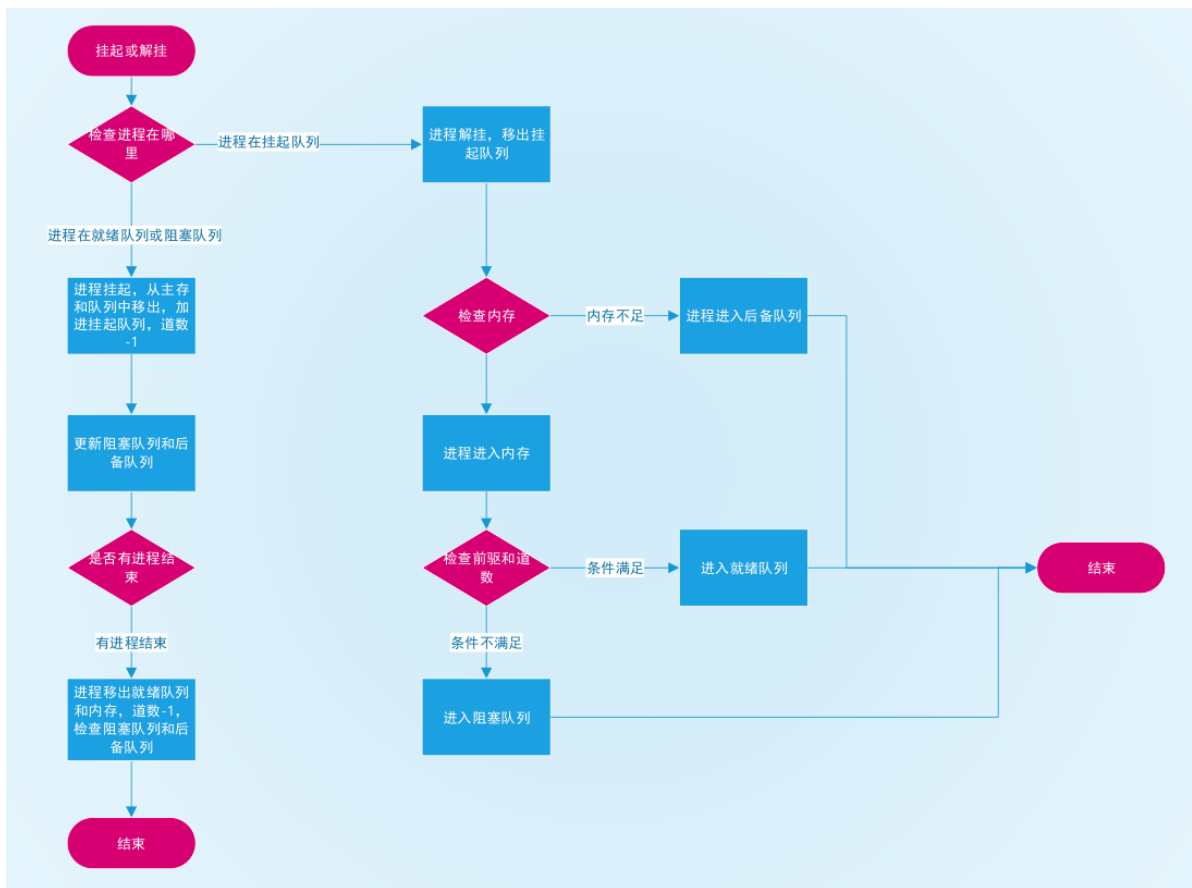 挂起或解挂
检查进程在哪
里
进程在挂起队列
进程解挂，移出挂
起队列
进程在就绪队列或阻塞队列
进程挂起，从主存
和队列中移出，加
进挂起队列，道数
-1
检查内存
内存不足
进程进入后备队列
更新阻塞队列和后
备队列
进程进入内存
是否有进程结
束
检查前驱和道
数
条件满足
进入就绪队列
结束
有进程结束
条件不满足
进程移出就绪队列
和内存，道数-1，
检查阻塞队列和后
备队列
进入阻塞队列
结束